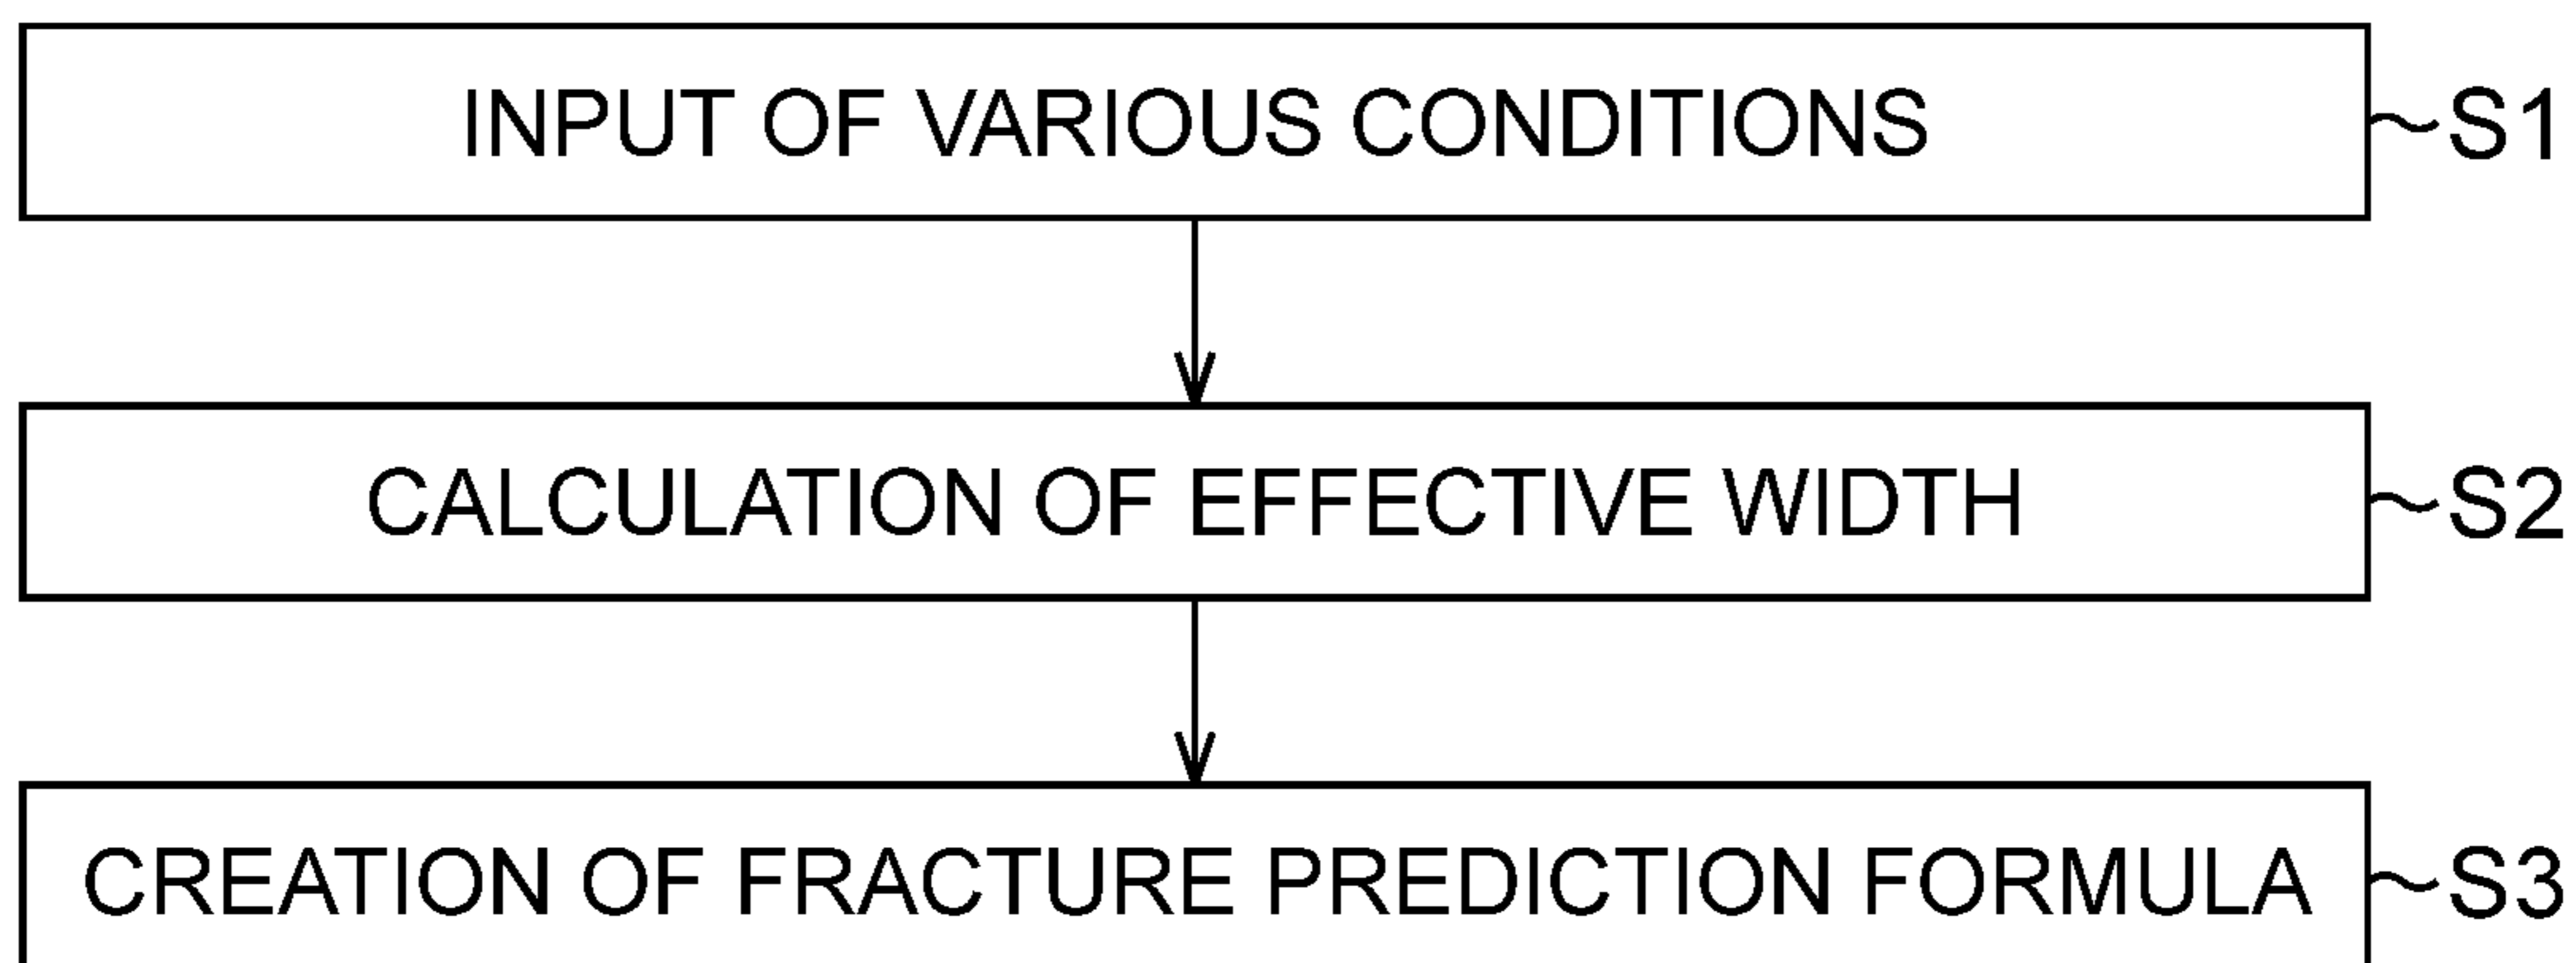 INPUT OF VARIOUS CONDITIONS ~S1
CALCULATION OF EFFECTIVE WIDTH ~S2
CREATION OF FRACTURE PREDICTION FORMULA ~S3